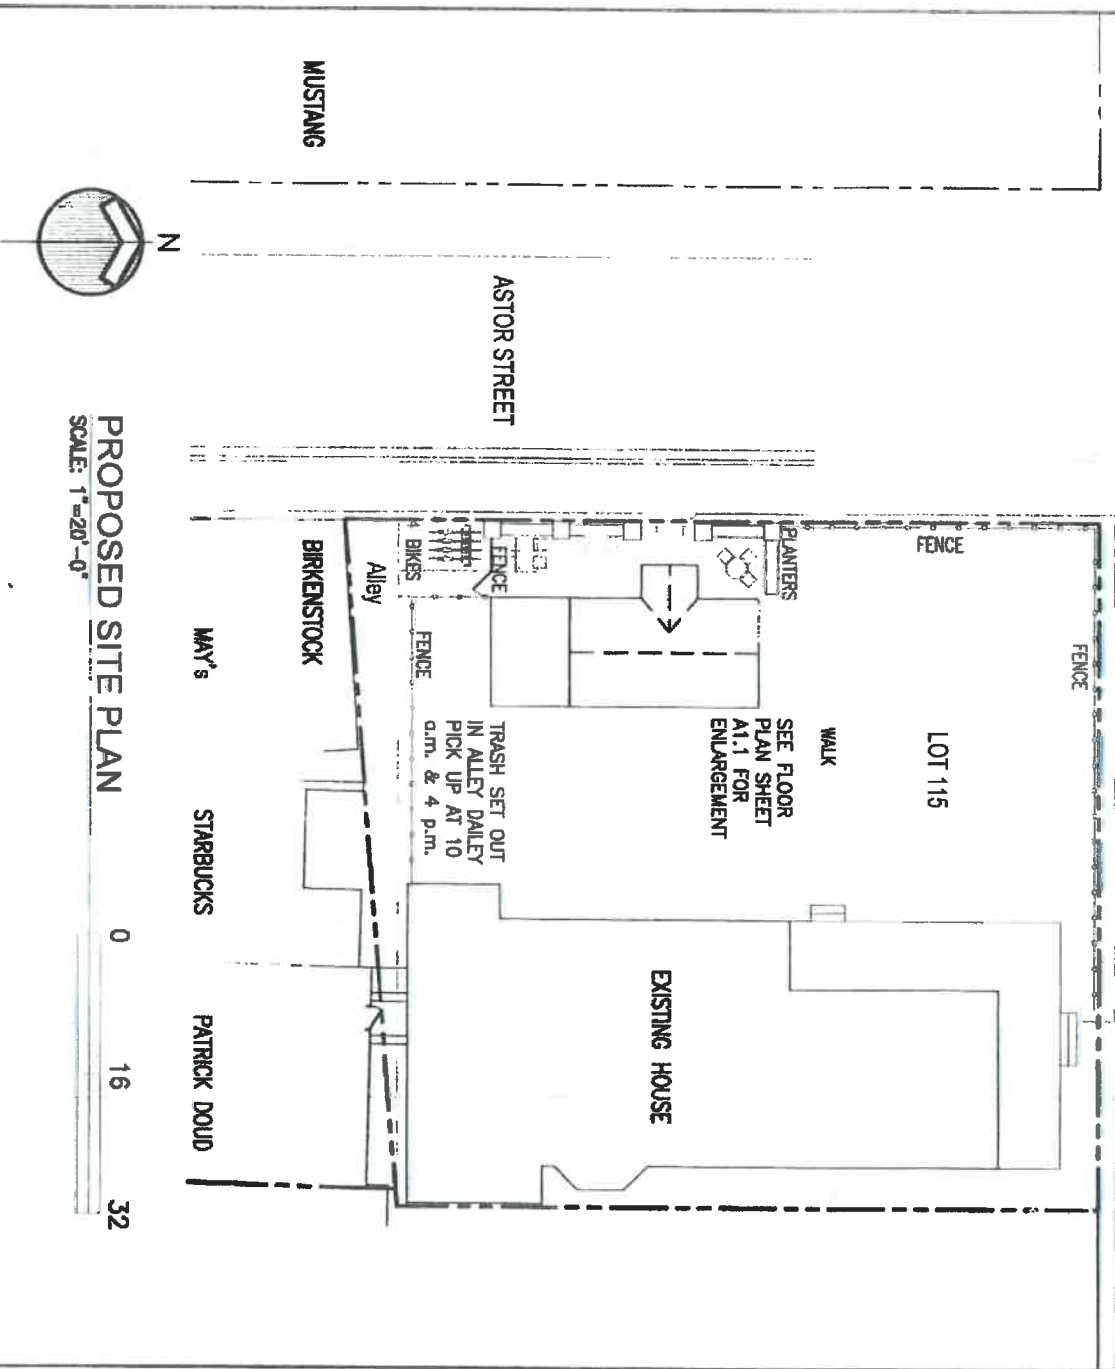 MUSTANG
N
ASTOR STREET
FENCE
FENCE
LOT 115
PLANTERS
WALK
SEE FLOOR
PLAN SHEET
A1.1 FOR
ENLARGEMENT
FENCE
4 BIKES
Alley
FENCE
TRASH SET OUT
IN ALLEY DAILEY
PICK UP AT 10
a.m. & 4 p.m.
EXISTING HOUSE
BIRKENSTOCK
MAY's
STARBUCKS
PATRICK DOUD
PROPOSED SITE PLAN
SCALE: 1"=20'-0"
0 16 32